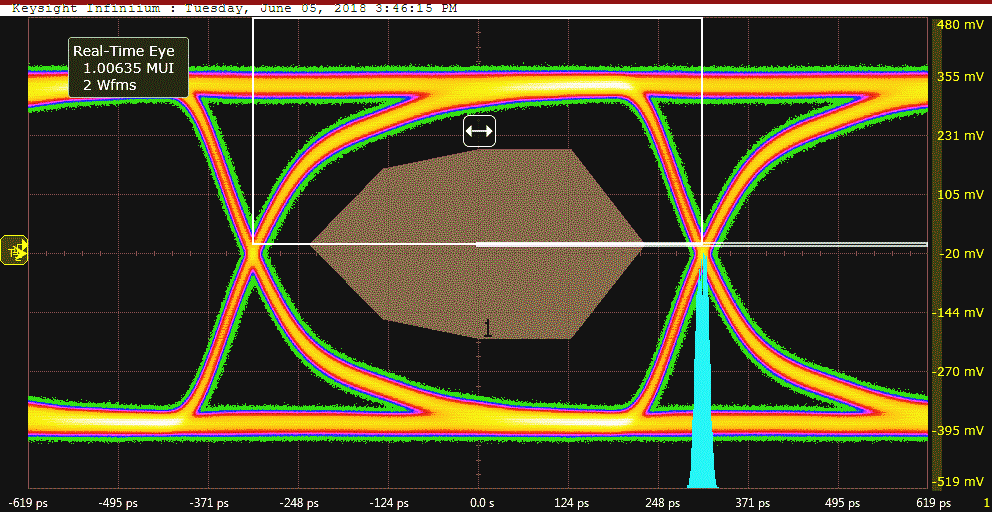 Keysight Infiniium : Tuesday, June 05, 2018 3:46:15 PM
480 mV
Real-Time Eye
1.00635 MUI
2 Wfms
355 mV
231 mV
105 mV
-20 mV
1
-144 mV
-270 mV
-395 mV
-519 mV
-619 ps -495 ps -371 ps -248 ps -124 ps 0.0 s 124 ps 248 ps 371 ps 495 ps 619 ps 1